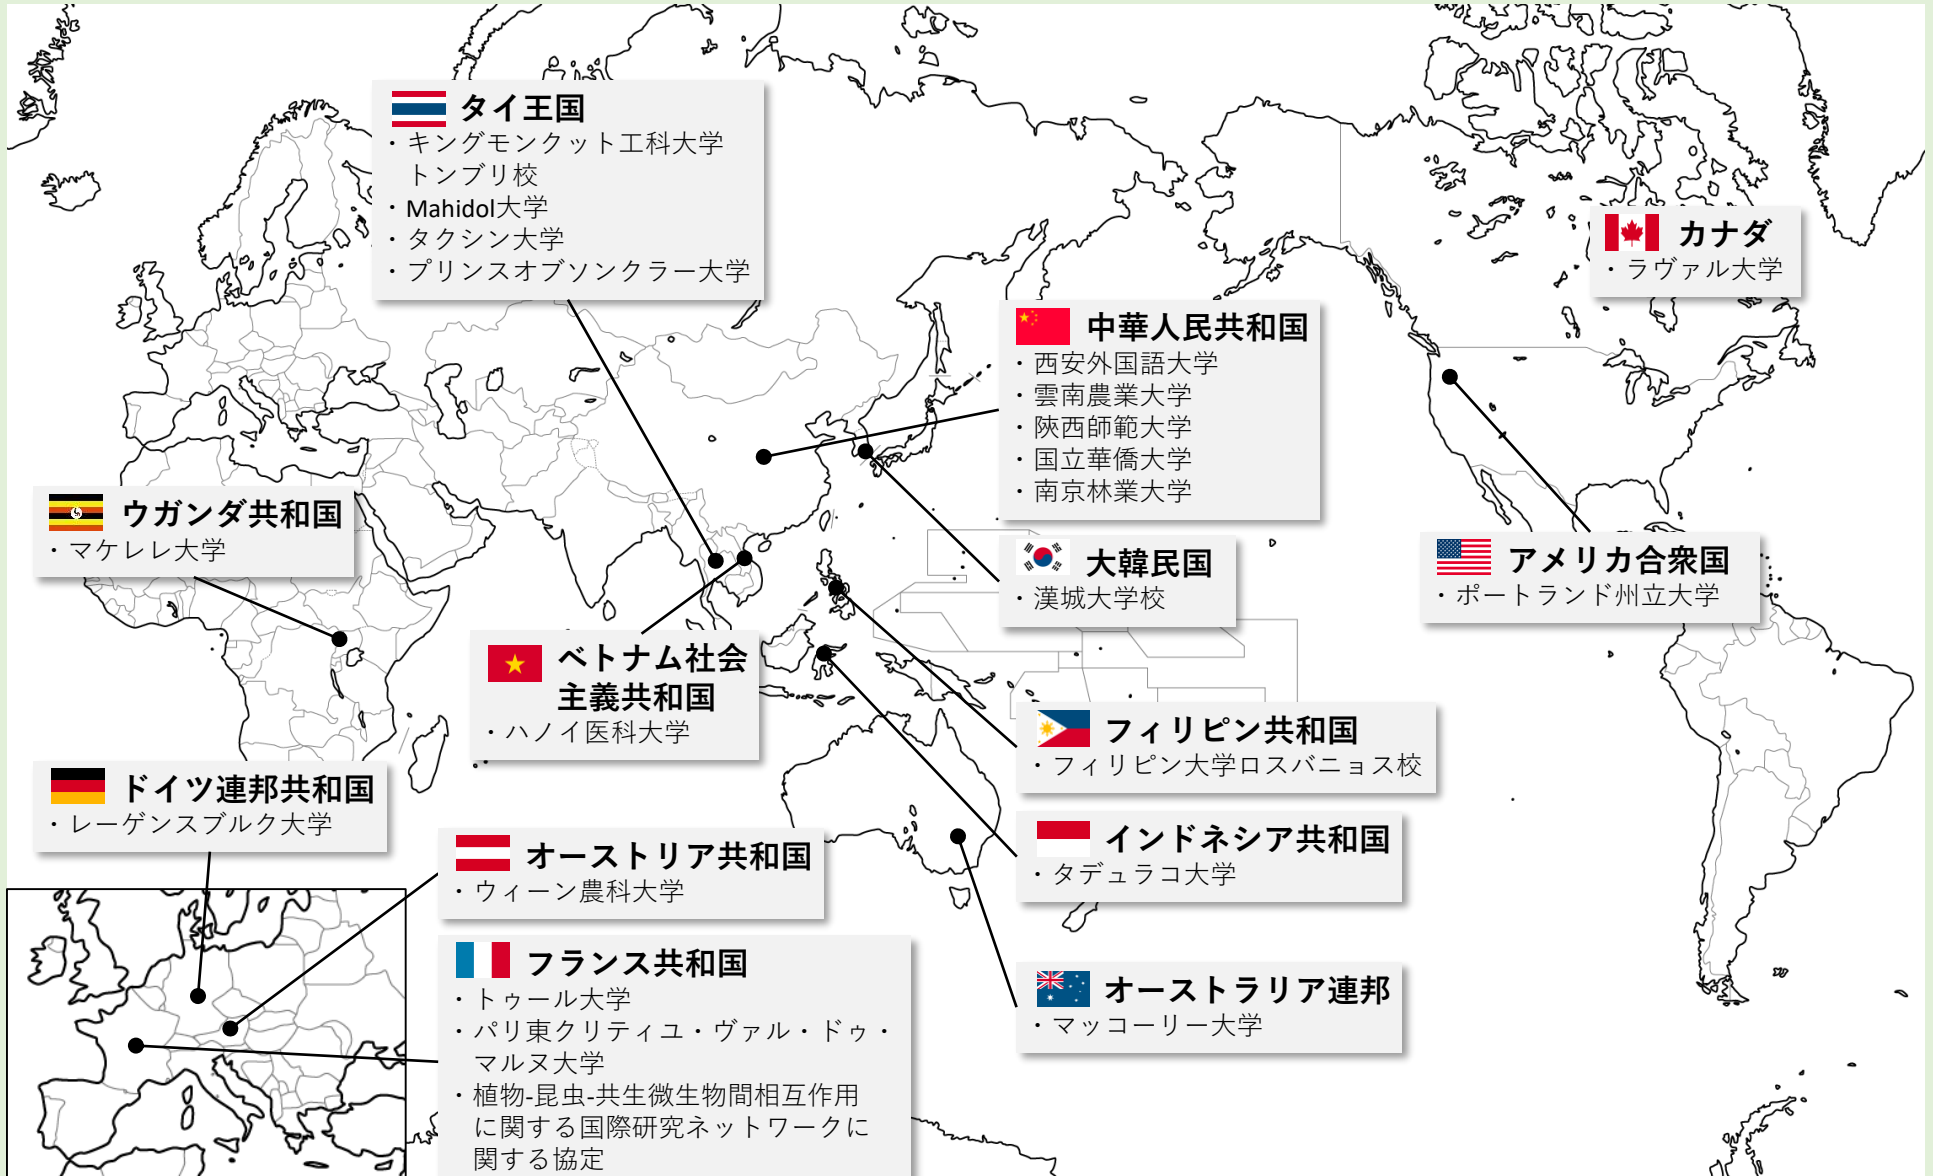 タイ王国
・キングモンクット工科大学
トンブリ校
・Mahidol大学
・タクシン大学
・プリンスオブソンクラー大学
カナダ
・ラヴァル大学
中華人民共和国
・西安外国語大学
・雲南農業大学
・陝西師範大学
・国立華僑大学
・南京林業大学
ウガンダ共和国
・マケレレ大学
大韓民国
・漢城大学校
アメリカ合衆国
・ポートランド州立大学
ベトナム社会
主義共和国
・ハノイ医科大学
フィリピン共和国
・フィリピン大学ロスバニョス校
ドイツ連邦共和国
・レーゲンスブルク大学
インドネシア共和国
・タデュラコ大学
オーストリア共和国
・ウィーン農科大学
フランス共和国
・トゥール大学
・パリ東クリティユ・ヴァル・ドゥ・
マルヌ大学
・植物-昆虫-共生微生物間相互作用
に関する国際研究ネットワークに
関する協定
オーストラリア連邦
・マッコーリー大学